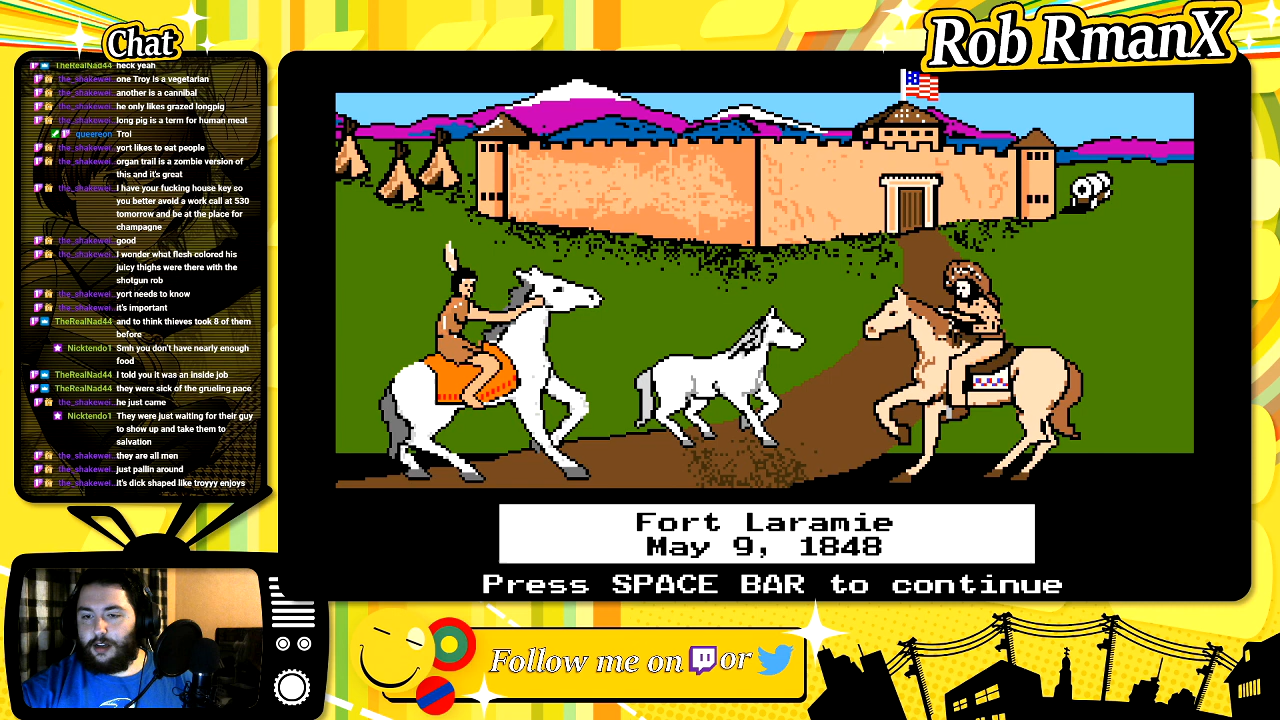 Chat
Rob RmanX
TheRealNad44 heck yeah
the_shakewei... one Troy is a vegetarian
the_shakewei... another is a cannibal
the_shakewei... he only likes grazed longpig
the_shakewei... long pig is a term for human meat
queereon Trol
the_shakewei... yort likes to eat people
the_shakewei... organ trail is a zombie version of
this and it's great
the_shakewei... I have your fucking house key so
you better avoid a work call at 530
tomorrow and be at the place for
champagne
the_shakewei... good
the_shakewei... I wonder what flesh colored his
juicy thighs were then with the
shotgun rob
the_shakewei... yort needs to know
the_shakewei... it's important
TheRealNad44 and to think thieves took 8 of them
before
Nicktendo1 Shit you don't have nearly enough
food
TheRealNad44 I told you it was an inside job
TheRealNad44 they were sick of the grueling pace
the_shakewei... he just came
Nicktendo1 They were just waiting for their guy
to show up and take them to
salvation
the_shakewei... they are all men
the_shakewei... just pallin around
the_shakewei... it's dick shaped like troyyy enjoys
Fort Laramie
May 9, 1848
Press SPACE BAR to continue
Follow me on or